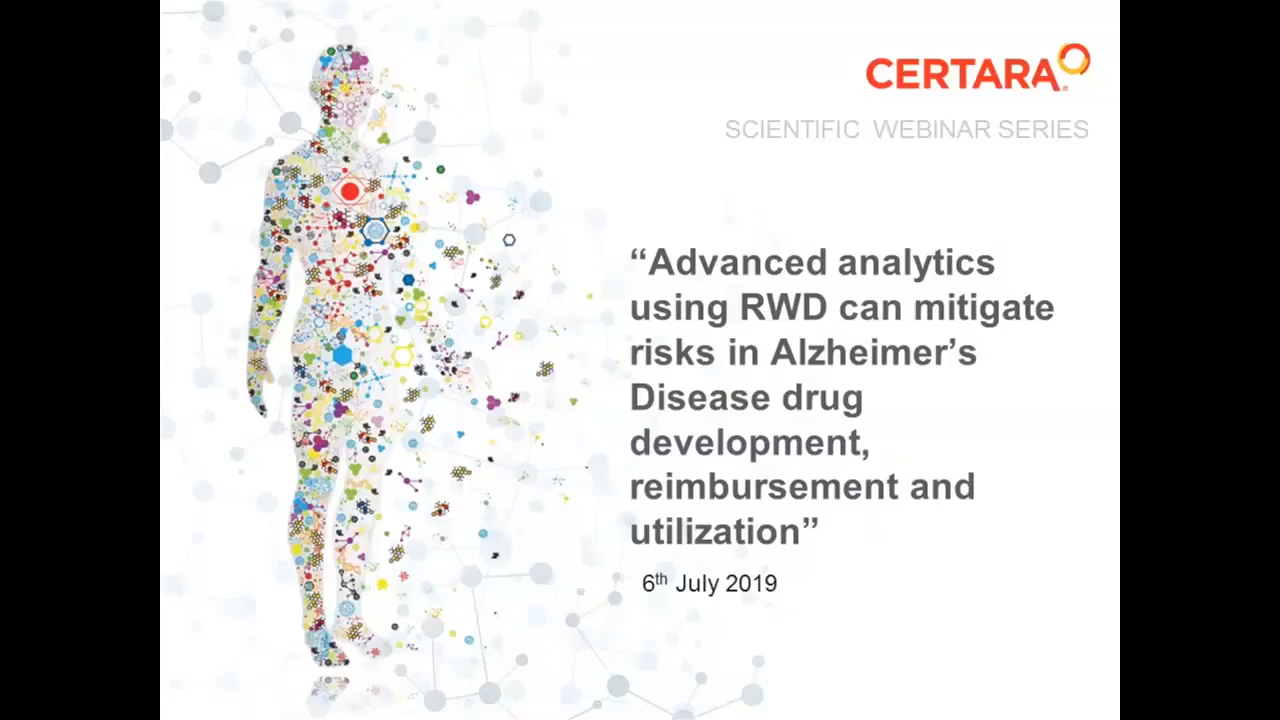 CERTARA®
SCIENTIFIC WEBINAR SERIES
“Advanced analytics
using RWD can mitigate
risks in Alzheimer’s
Disease drug
development,
reimbursement and
utilization”
6th July 2019